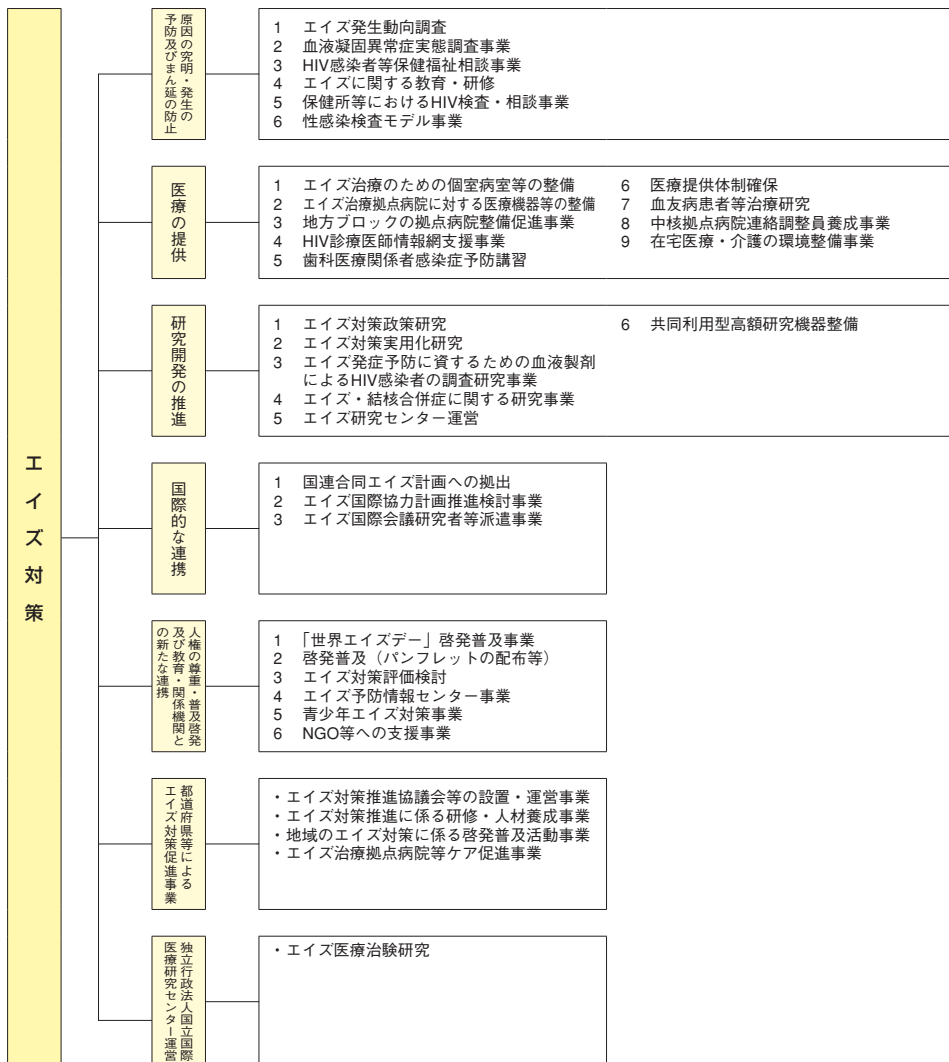 エイズ対策
原因の究明・発生の
予防及びまん延の防止
1 エイズ発生動向調査
2 血液凝固異常症実態調査事業
3 HIV感染者等保健福祉相談事業
4 エイズに関する教育・研修
5 保健所等におけるHIV検査・相談事業
6 性感染検査モデル事業
医療の提供
1 エイズ治療のための個室病室等の整備
2 エイズ治療拠点病院に対する医療機器等の整備
3 地方ブロックの拠点病院整備促進事業
4 HIV診療医師情報網支援事業
5 歯科医療関係者感染症予防講習
6 医療提供体制確保
7 血友病患者等治療研究
8 中核拠点病院連絡調整員養成事業
9 在宅医療・介護の環境整備事業
研究開発の推進
1 エイズ対策政策研究
2 エイズ対策実用化研究
3 エイズ発症予防に資するための血液製剤
によるHIV感染者の調査研究事業
4 エイズ・結核合併症に関する研究事業
5 エイズ研究センター運営
6 共同利用型高額研究機器整備
国際的な連携
1 国連合同エイズ計画への拠出
2 エイズ国際協力計画推進検討事業
3 エイズ国際会議研究者等派遣事業
人権の尊重・普及啓発
及び教育・関係機関と
の新たな連携
1 「世界エイズデー」啓発普及事業
2 啓発普及(パンフレットの配布等)
3 エイズ対策評価検討
4 エイズ予防情報センター事業
5 青少年エイズ対策事業
6 NGO等への支援事業
都道府県等による
エイズ対策促進事業
・エイズ対策推進協議会等の設置・運営事業
・エイズ対策推進に係る研修・人材養成事業
・地域のエイズ対策に係る啓発普及活動事業
・エイズ治療拠点病院等ケア促進事業
独立行政法人国立国際
医療研究センター運営
・エイズ医療治験研究